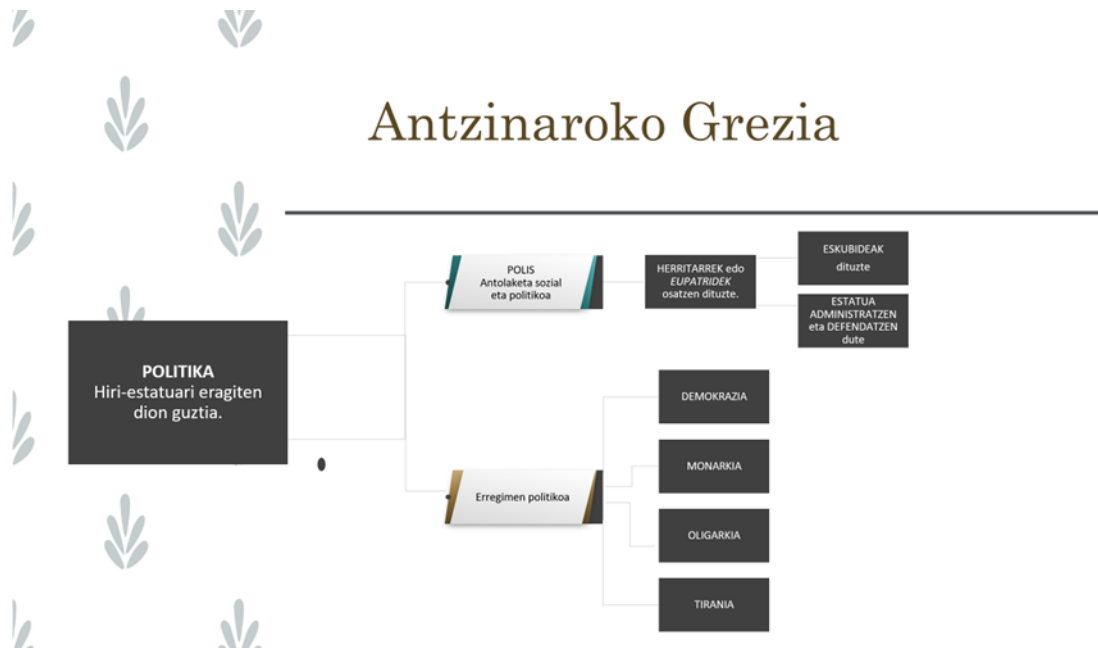 Antzinaroko Grezia
POLITIKA
Hiri-estatuari eragiten
dion guztia.
POLIS
Antolaketa sozial
eta politikoa
HERRITARREK edo
EUPATRIDEK
osatzen dituzte.
ESKUBIDEAK
dituzte
ESTATUA
ADMINISTRATZEN
eta DEFENDATZEN
dute
Erregimen politikoa
DEMOKRAZIA
MONARKIA
OLIGARKIA
TIRANIA